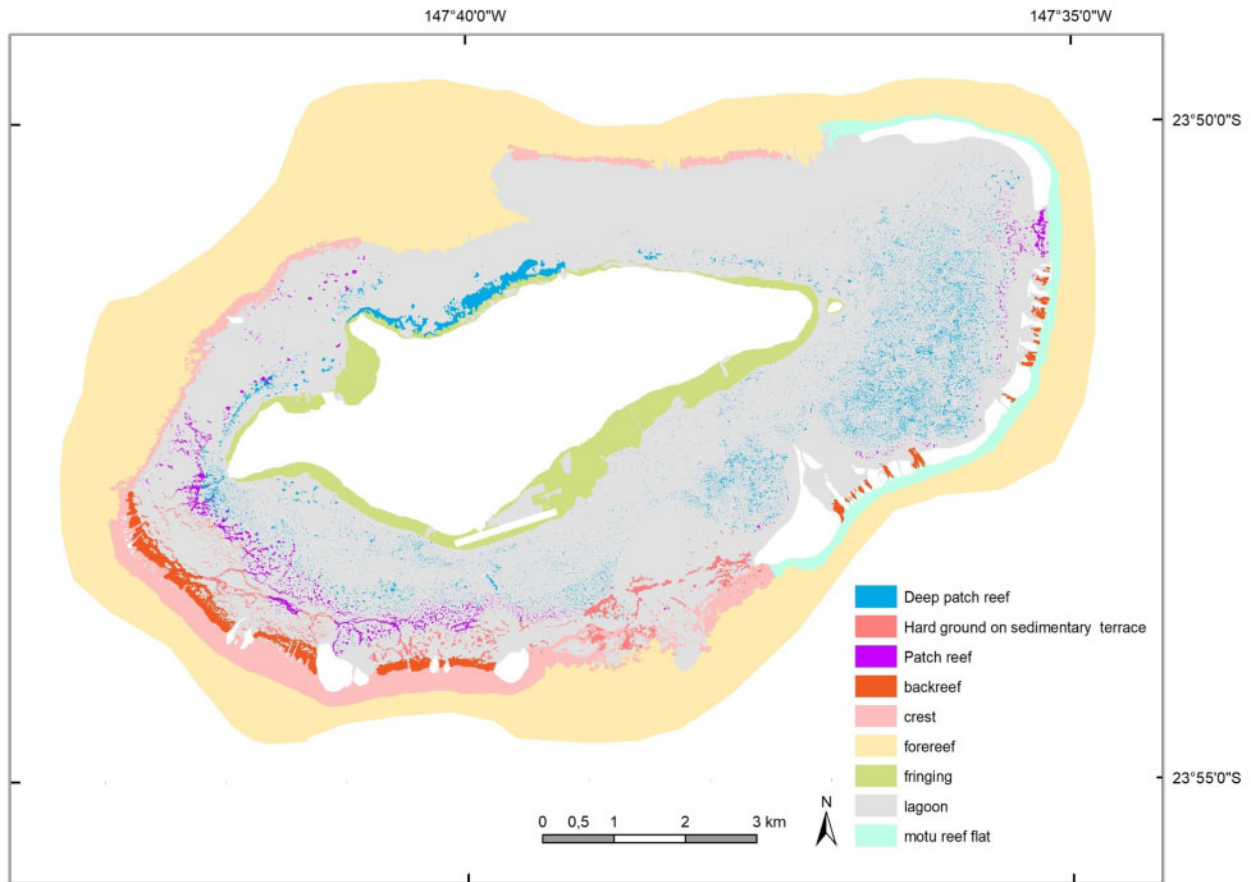 147°40'0"W
147°35'0"W
23°50'0"S
Deep patch reef
Hard ground on sedimentary terrace
Patch reef
backreef
crest
forereef
fringing
lagoon
motu reef flat
23°55'0"S
N
0 0,5 1 2 3 km